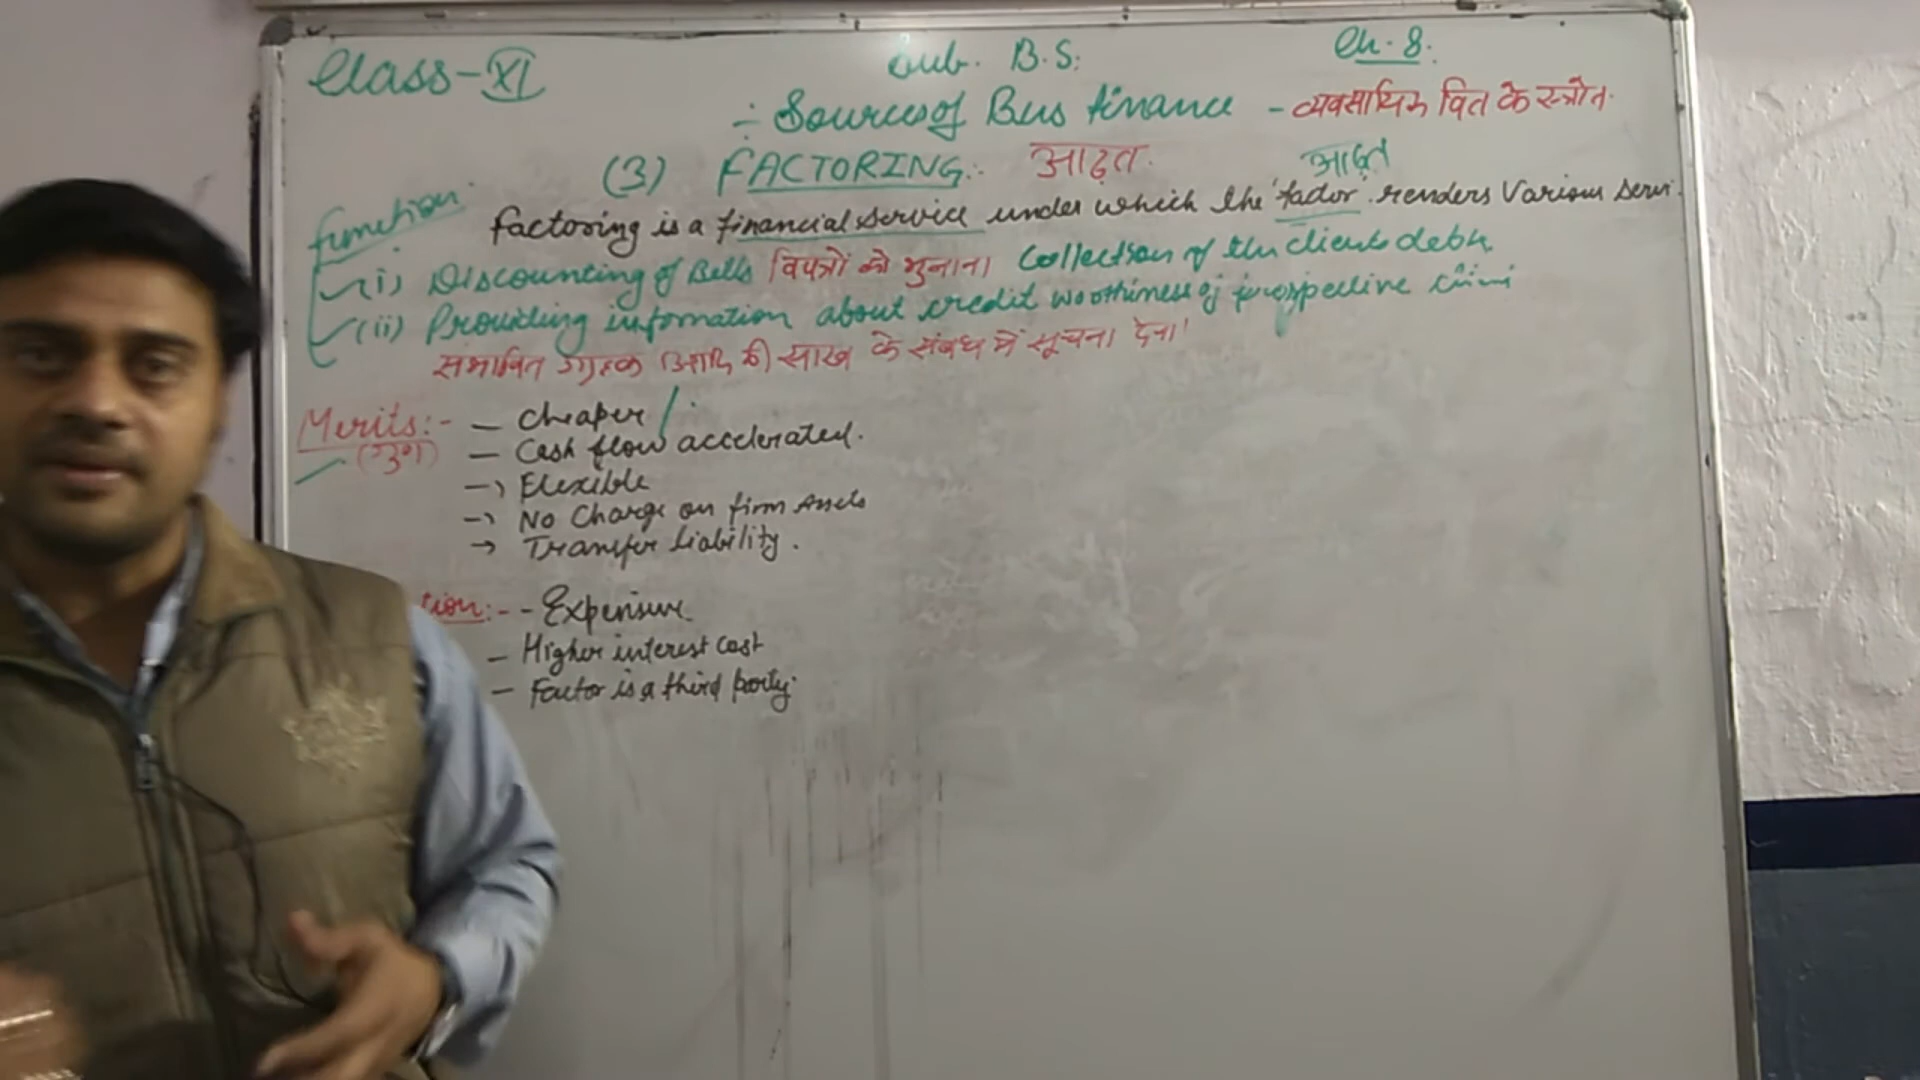 Class-XI Sub. B.S. Ch. 8.
:- Sources of Bus finance - व्यवसायिक वित के स्त्रोत.
(3) FACTORING:. आढ़त. आढ़त
function.
factoring is a financial service under which the 'factor' renders Various Servi.
(i) Discounting of Bills विपत्रों को भुनाना। Collection of the clients debts.
(ii) Providing information about credit worthiness of prospective
संभावित ग्राहक आदि की साख के संबंध में सूचना देना।
Merits:- — Cheaper /.
(गुण) — Cash flow accelerated.
-> Flexible
-> No Charge on firm Assets
-> Transfer Liability.
tion:- - Expensive.
— Higher interest cost
— Factor is a third party.